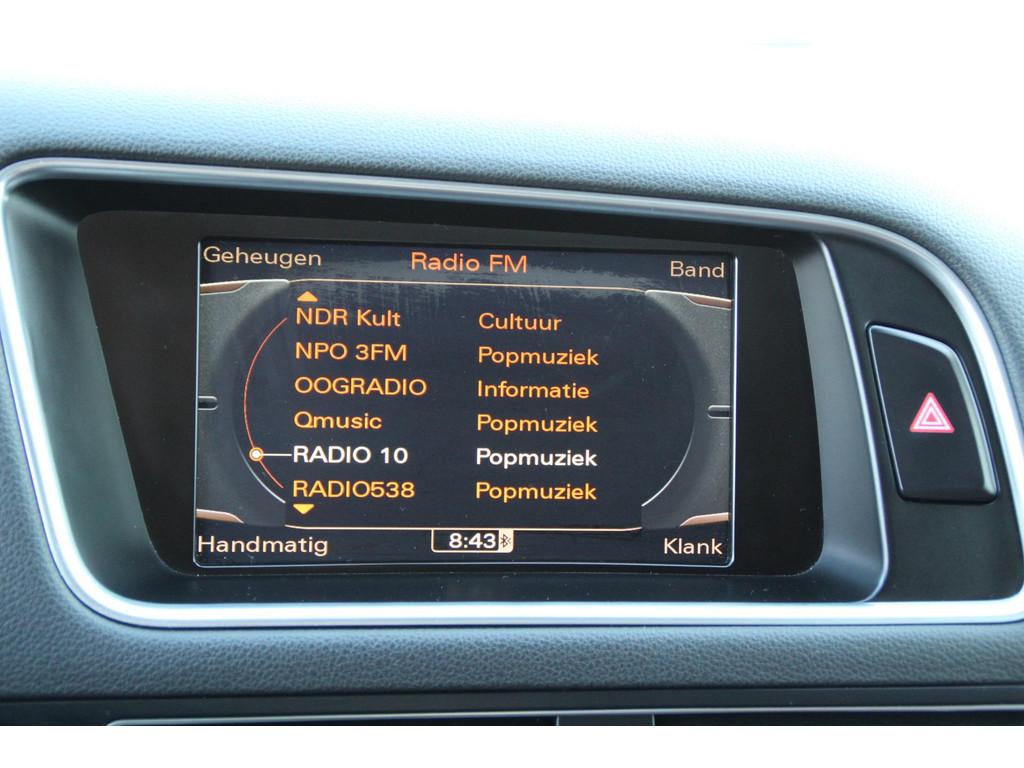 Geheugen Radio FM Band
NDR Kult Cultuur
NPO 3FM Popmuziek
OOGRADIO Informatie
Qmusic Popmuziek
RADIO 10 Popmuziek
RADIO538 Popmuziek
Handmatig 8:43 Klank